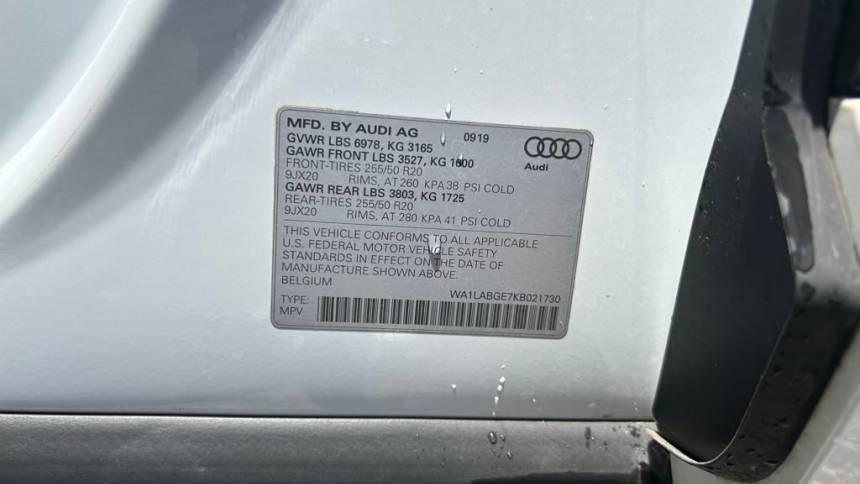 MFD. BY AUDI AG 0919
GVWR LBS 6978, KG 3165
GAWR FRONT LBS 3527, KG 1600
FRONT-TIRES 255/50 R20
9JX20 RIMS, AT 260 KPA 38 PSI COLD
GAWR REAR LBS 3803, KG 1725
REAR-TIRES 255/50 R20
9JX20 RIMS, AT 280 KPA 41 PSI COLD
Audi
THIS VEHICLE CONFORMS TO ALL APPLICABLE
U.S. FEDERAL MOTOR VEHICLE SAFETY
STANDARDS IN EFFECT ON THE DATE OF
MANUFACTURE SHOWN ABOVE.
BELGIUM WA1LABGE7KB021730
TYPE:
MPV